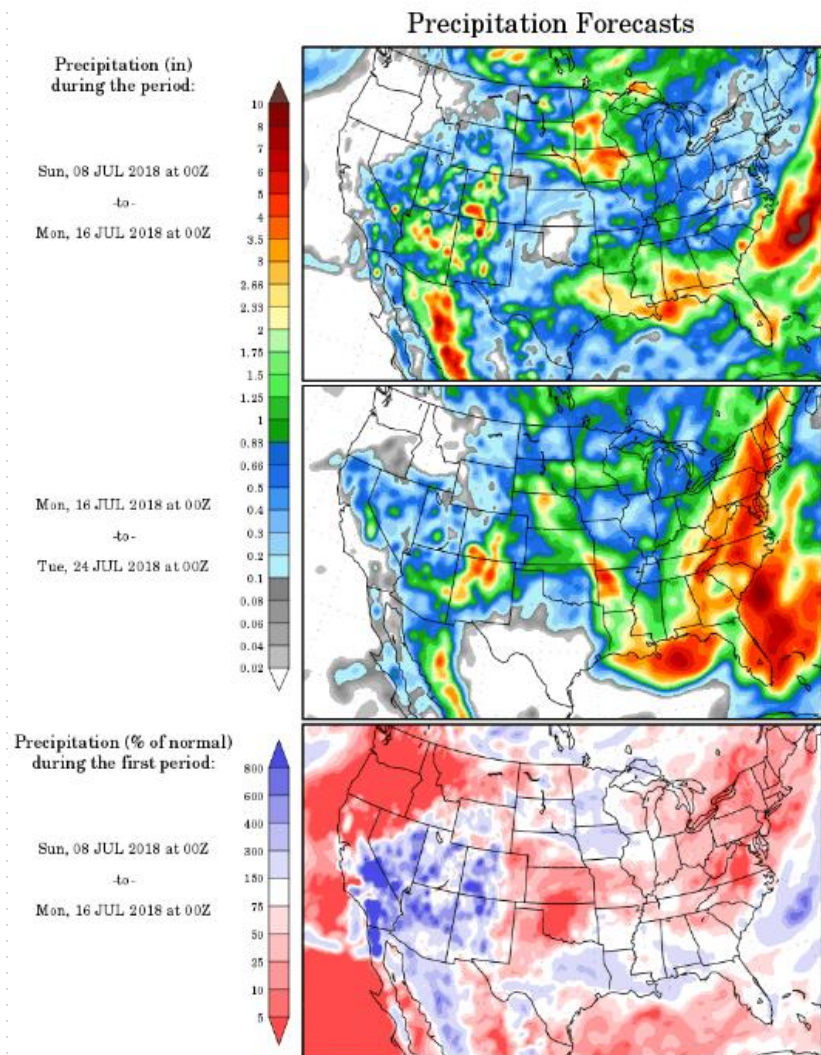 Precipitation Forecasts
Precipitation (in)
during the period:
Sun, 08 JUL 2018 at 00Z
-to-
Mon, 16 JUL 2018 at 00Z
10
8
7
6
5
4
3.5
3
2.66
2.33
2
1.75
1.5
1.25
1
0.83
0.66
0.5
0.4
0.3
0.2
0.1
0.08
0.06
0.04
0.02
Mon, 16 JUL 2018 at 00Z
-to-
Tue, 24 JUL 2018 at 00Z
Precipitation (% of normal)
during the first period:
Sun, 08 JUL 2018 at 00Z
-to-
Mon, 16 JUL 2018 at 00Z
800
600
400
300
150
75
50
25
10
5